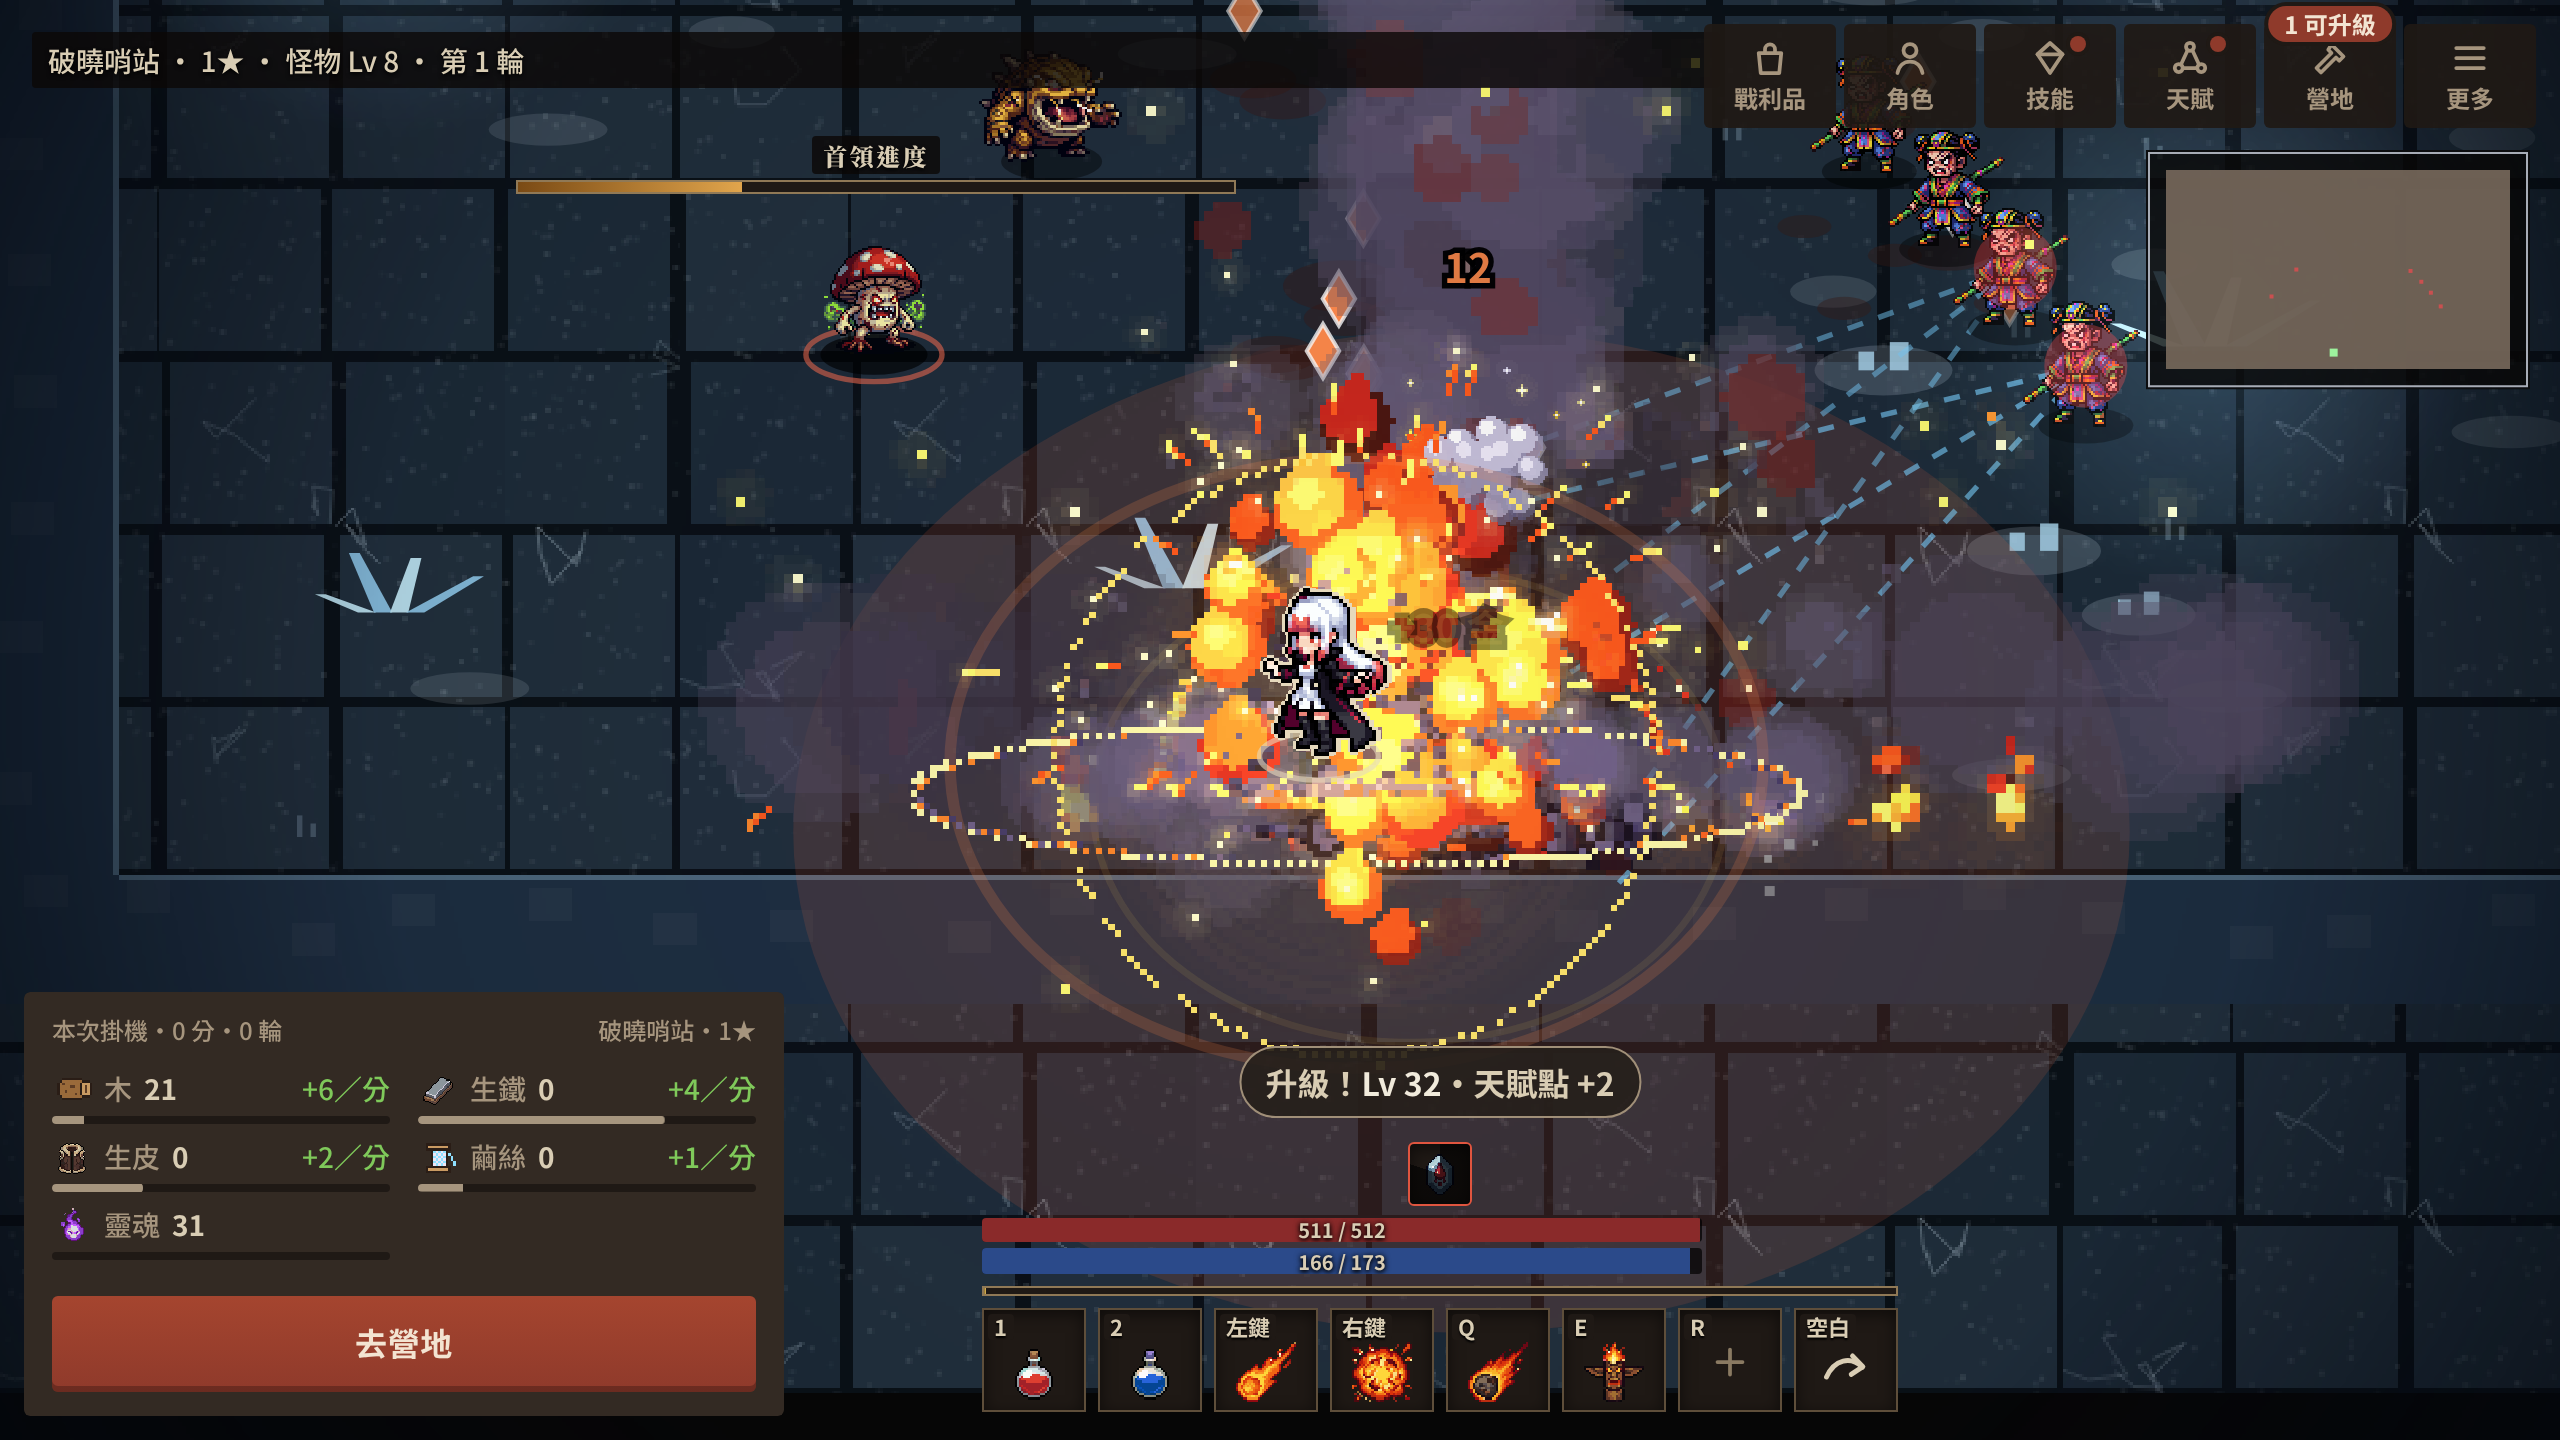 破曉哨站 • 1★ • 怪物 Lv 8 • 第 1 輪
戰利品
角色
技能
天賦
1 可升級
營地
更多
首領進度
12
本次掛機•0 分•0 輪
破曉哨站•1★
木 21 +6／分
生鐵 0 +4／分
生皮 0 +2／分
繭絲 0 +1／分
靈魂 31
去營地
升級！Lv 32•天賦點 +2
511 / 512
166 / 173
1
2
左鍵
右鍵
Q
E
R
空白